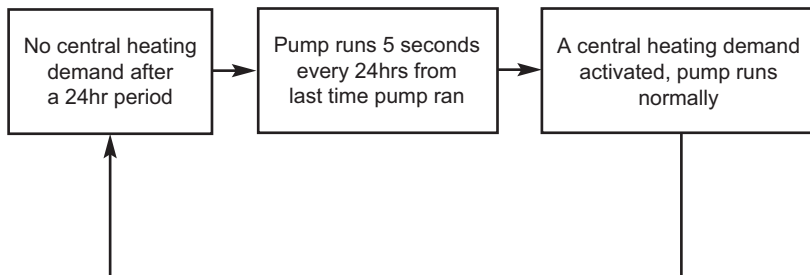 No central heating
demand after
a 24hr period
Pump runs 5 seconds
every 24hrs from
last time pump ran
A central heating demand
activated, pump runs
normally